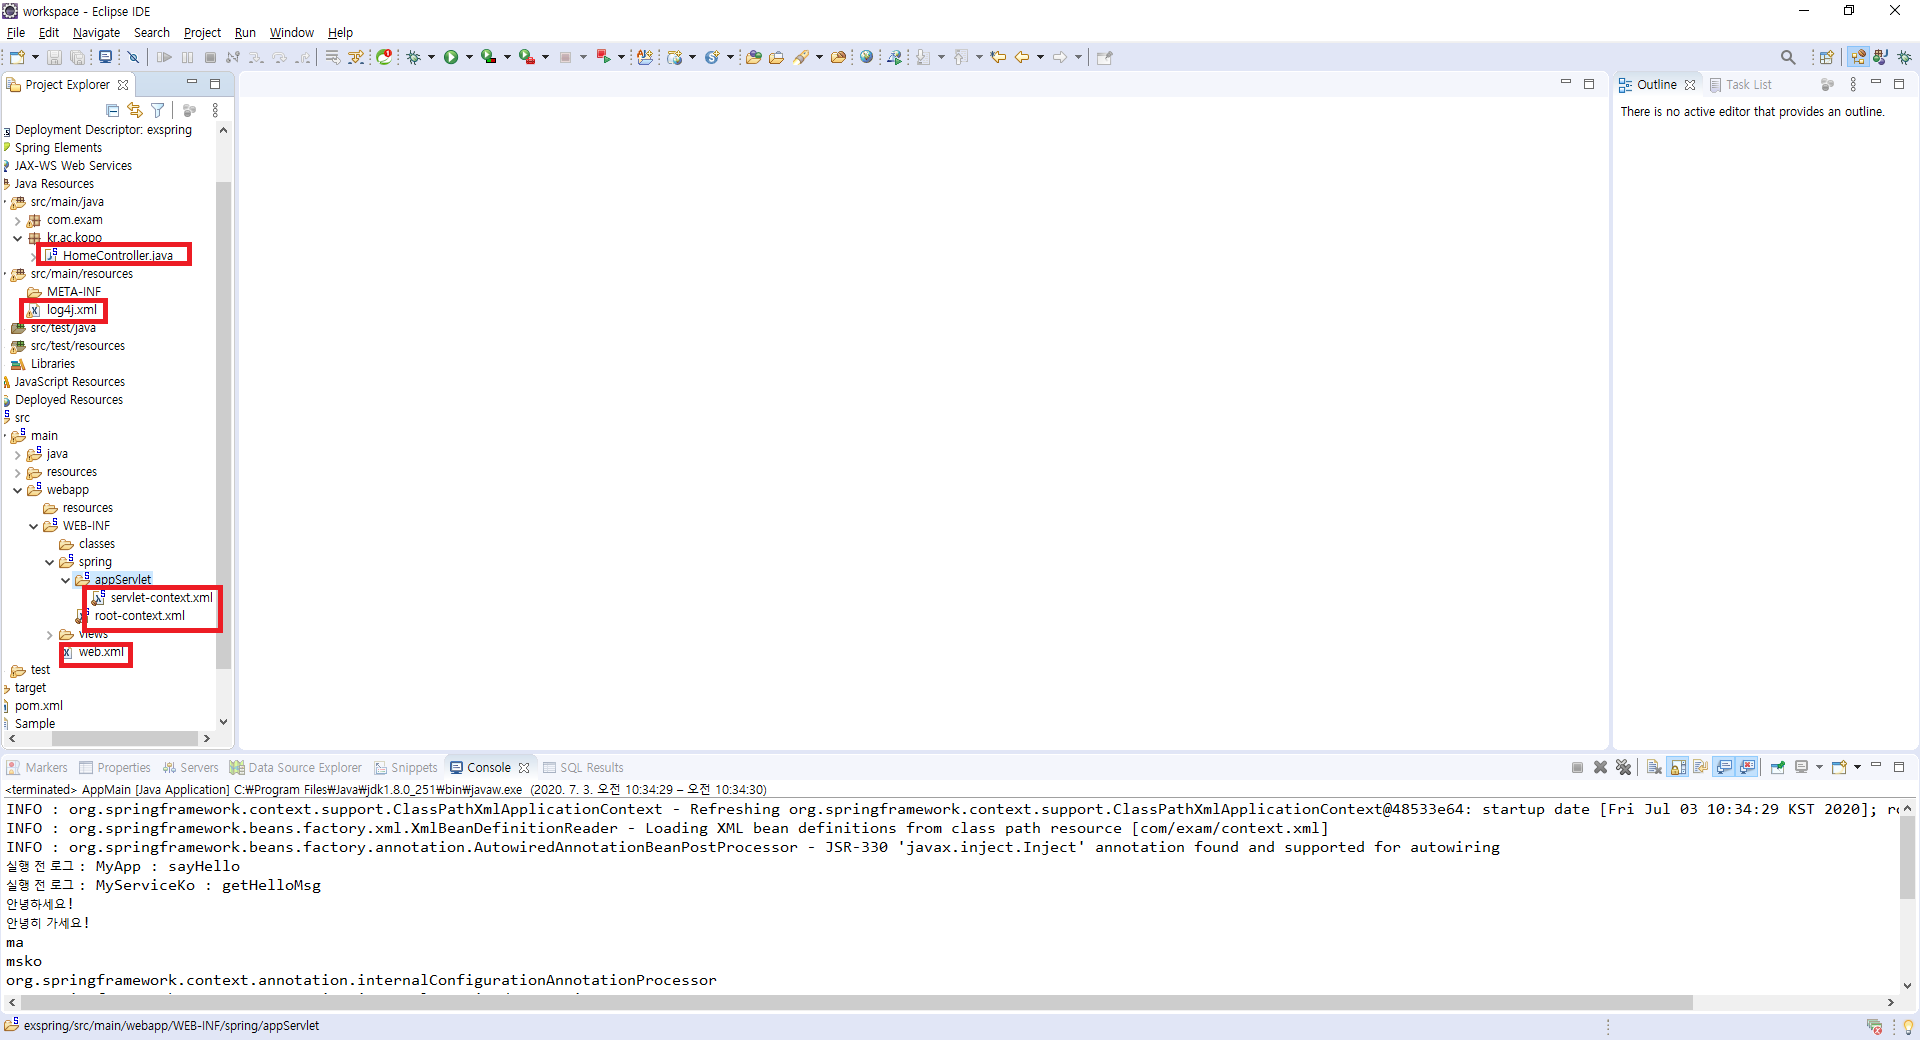 workspace - Eclipse IDE
File Edit Navigate Search Project Run Window Help
Project Explorer
Deployment Descriptor: exspring
Spring Elements
JAX-WS Web Services
Java Resources
src/main/java
com.exam
kr.ac.kopo
HomeController.java
src/main/resources
META-INF
log4j.xml
src/test/java
src/test/resources
Libraries
JavaScript Resources
Deployed Resources
src
main
java
resources
webapp
resources
WEB-INF
classes
spring
appServlet
servlet-context.xml
root-context.xml
views
web.xml
test
target
pom.xml
Sample
Outline Task List
There is no active editor that provides an outline.
Markers Properties Servers Data Source Explorer Snippets Console SQL Results
<terminated> AppMain [Java Application] C:₩Program Files₩Java₩jdk1.8.0_251₩bin₩javaw.exe (2020. 7. 3. 오전 10:34:29 – 오전 10:34:30)
INFO : org.springframework.context.support.ClassPathXmlApplicationContext - Refreshing org.springframework.context.support.ClassPathXmlApplicationContext@48533e64: startup date [Fri Jul 03 10:34:29 KST 2020]; ro
INFO : org.springframework.beans.factory.xml.XmlBeanDefinitionReader - Loading XML bean definitions from class path resource [com/exam/context.xml]
INFO : org.springframework.beans.factory.annotation.AutowiredAnnotationBeanPostProcessor - JSR-330 'javax.inject.Inject' annotation found and supported for autowiring
실행 전 로그 : MyApp : sayHello
실행 전 로그 : MyServiceKo : getHelloMsg
안녕하세요!
안녕히 가세요!
ma
msko
org.springframework.context.annotation.internalConfigurationAnnotationProcessor
exspring/src/main/webapp/WEB-INF/spring/appServlet